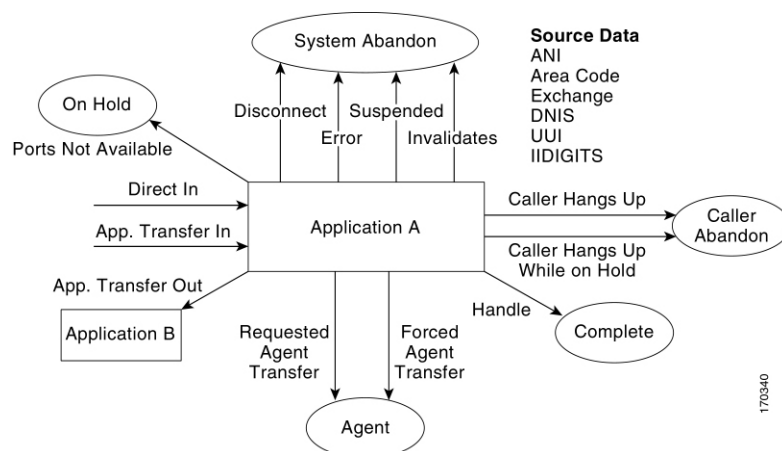 System Abandon
Source Data
ANI
Area Code
Exchange
DNIS
UUI
IIDIGITS
On Hold
Ports Not Available
Disconnect
Error
Suspended
Invalidates
Direct In
App. Transfer In
Application A
Caller Hangs Up
Caller Hangs Up
While on Hold
Caller
Abandon
App. Transfer Out
Application B
Requested
Agent
Transfer
Forced
Agent
Transfer
Handle
Complete
Agent
170340